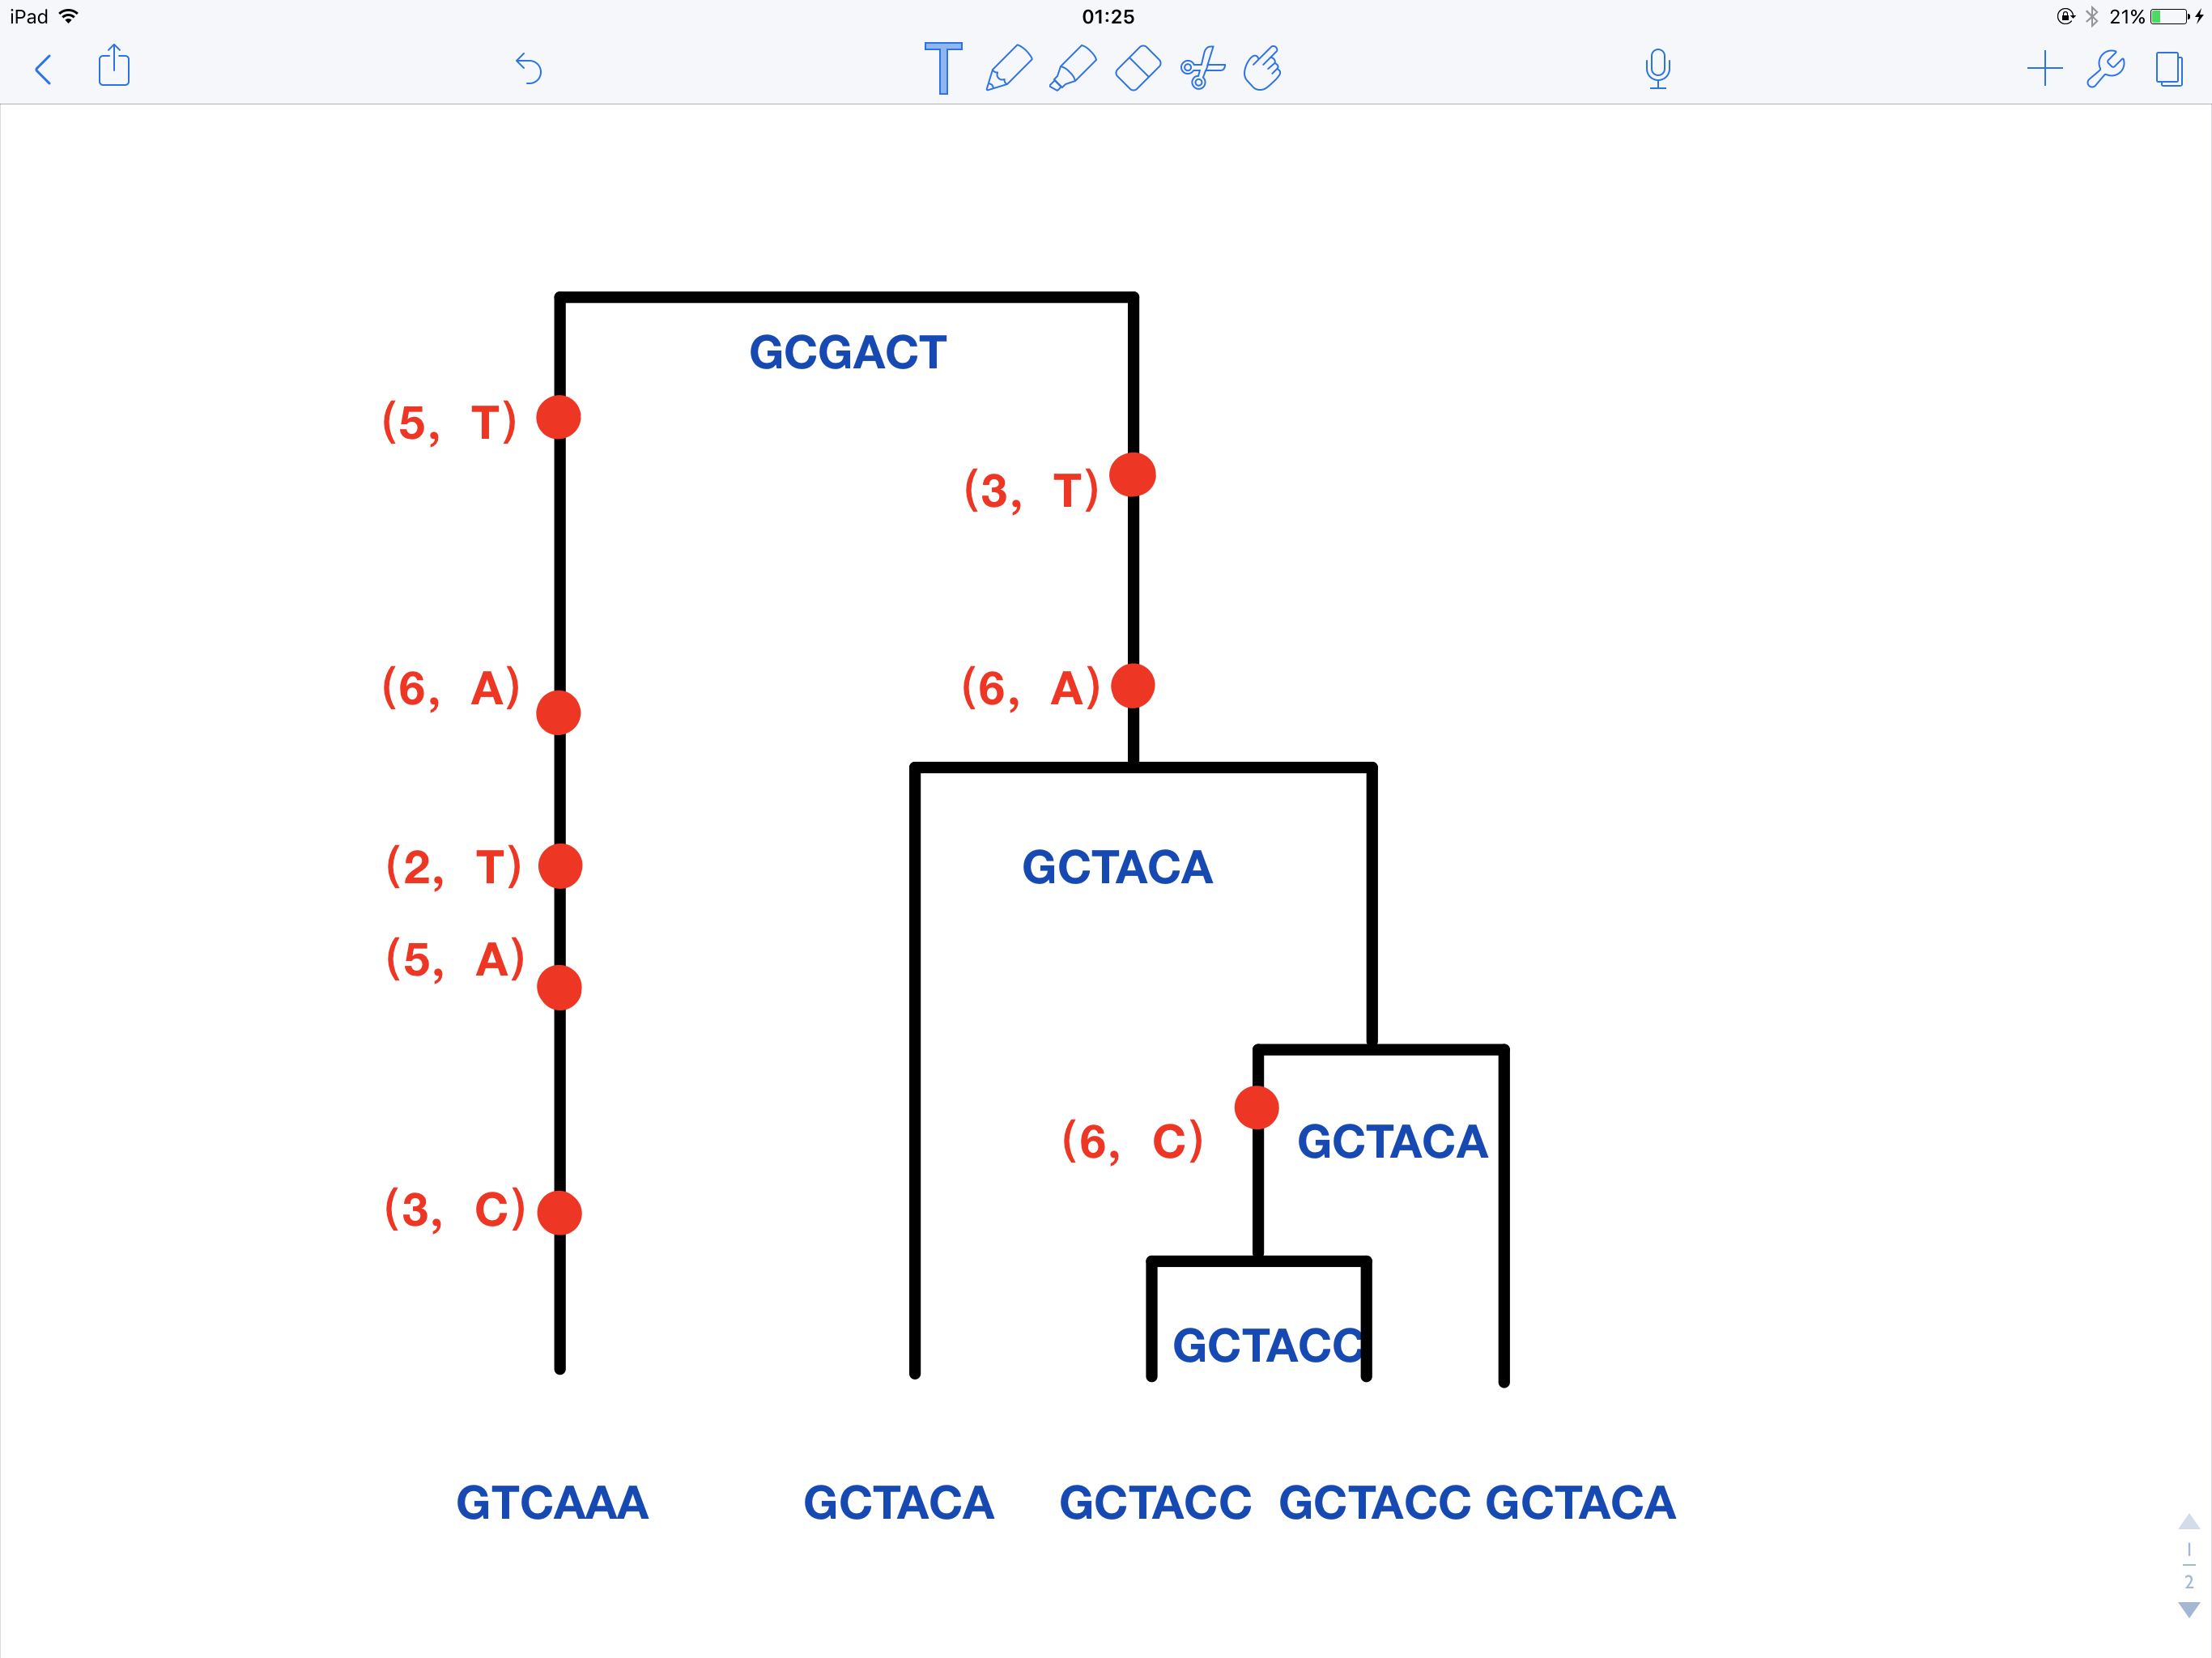 iPad 01:25 21%
T
GCGACT
(5, T)
(3, T)
(6, A) (6, A)
(2, T) GCTACA
(5, A)
(6, C) GCTACA
(3, C)
GCTACC
GTCAAA GCTACA GCTACC GCTACC GCTACA
1
2